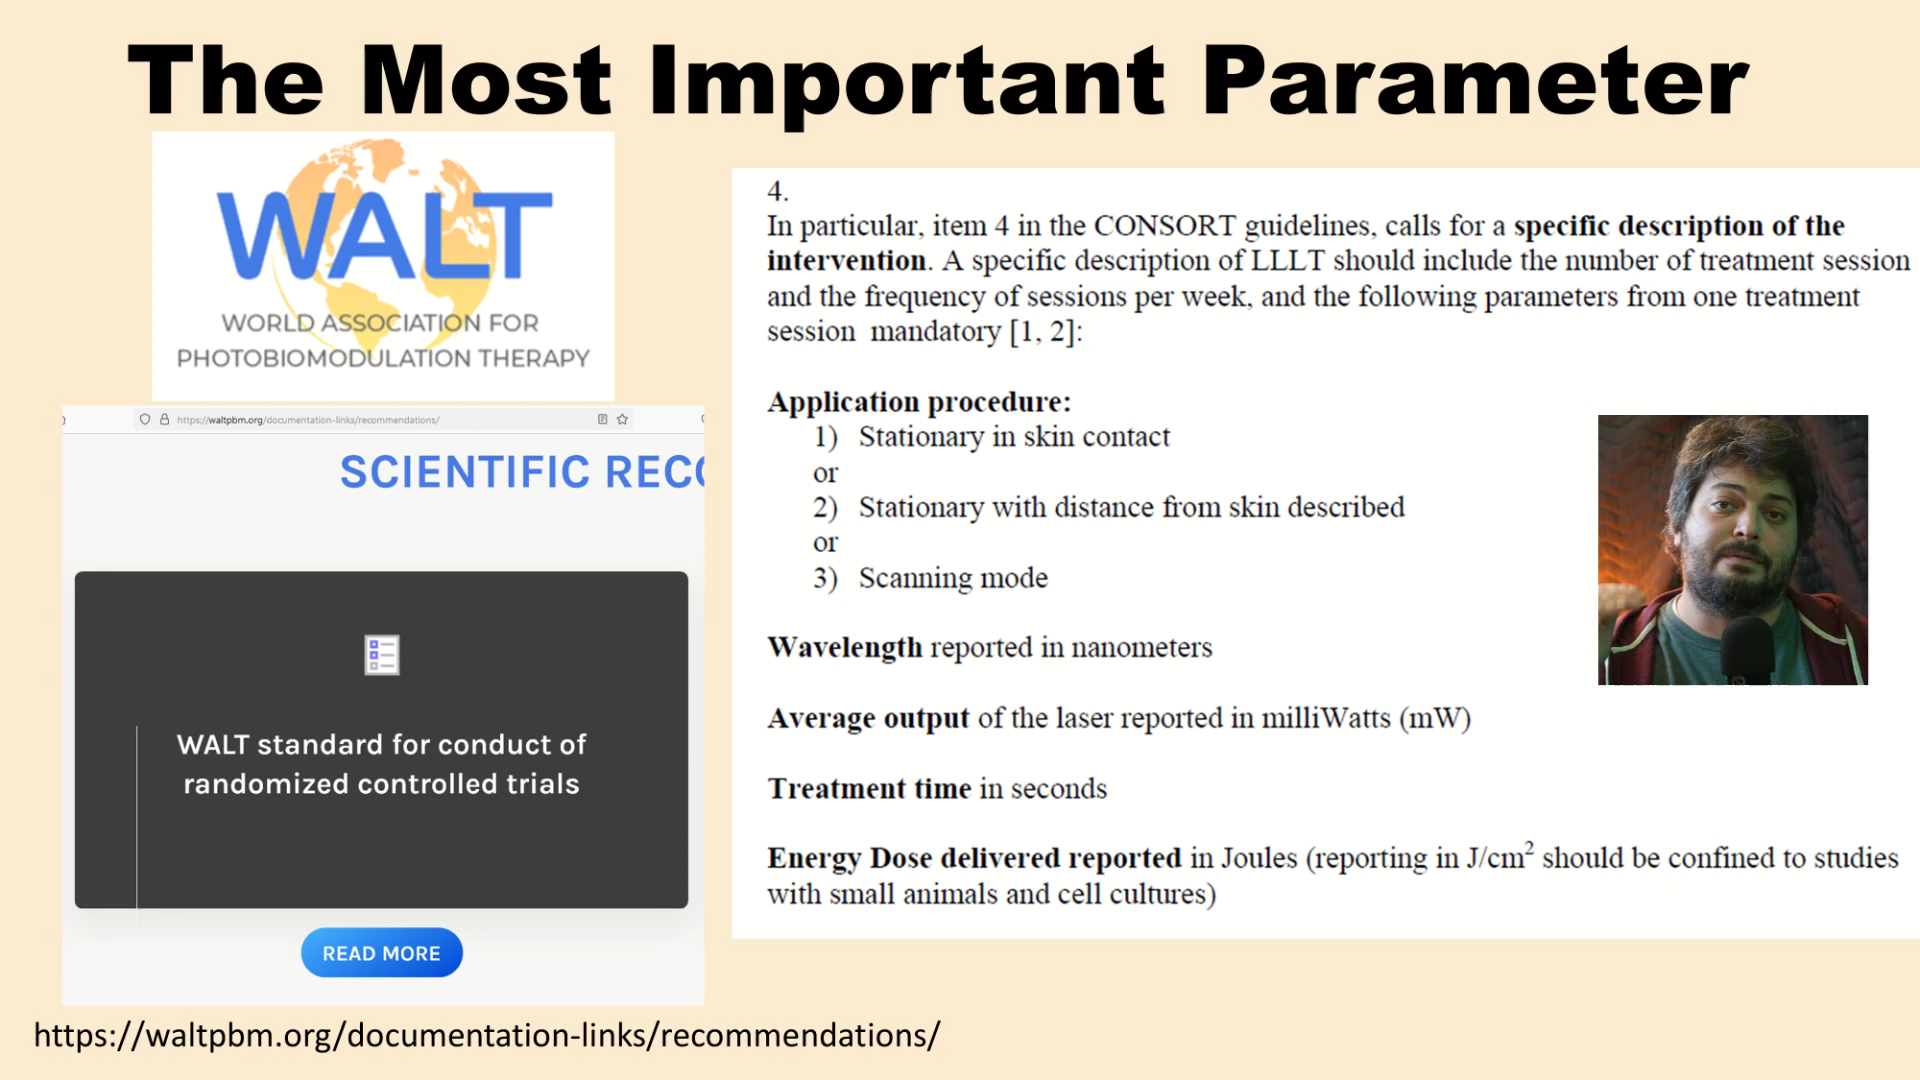 The Most Important Parameter
WALT
WORLD ASSOCIATION FOR
PHOTOBIOMODULATION THERAPY
https://waltpbm.org/documentation-links/recommendations/
SCIENTIFIC RECO
WALT standard for conduct of
randomized controlled trials
READ MORE
https://waltpbm.org/documentation-links/recommendations/
4.
In particular, item 4 in the CONSORT guidelines, calls for a specific description of the
intervention. A specific description of LLLT should include the number of treatment session
and the frequency of sessions per week, and the following parameters from one treatment
session mandatory [1, 2]:
Application procedure:
1) Stationary in skin contact
or
2) Stationary with distance from skin described
or
3) Scanning mode
Wavelength reported in nanometers
Average output of the laser reported in milliWatts (mW)
Treatment time in seconds
Energy Dose delivered reported in Joules (reporting in J/cm² should be confined to studies
with small animals and cell cultures)